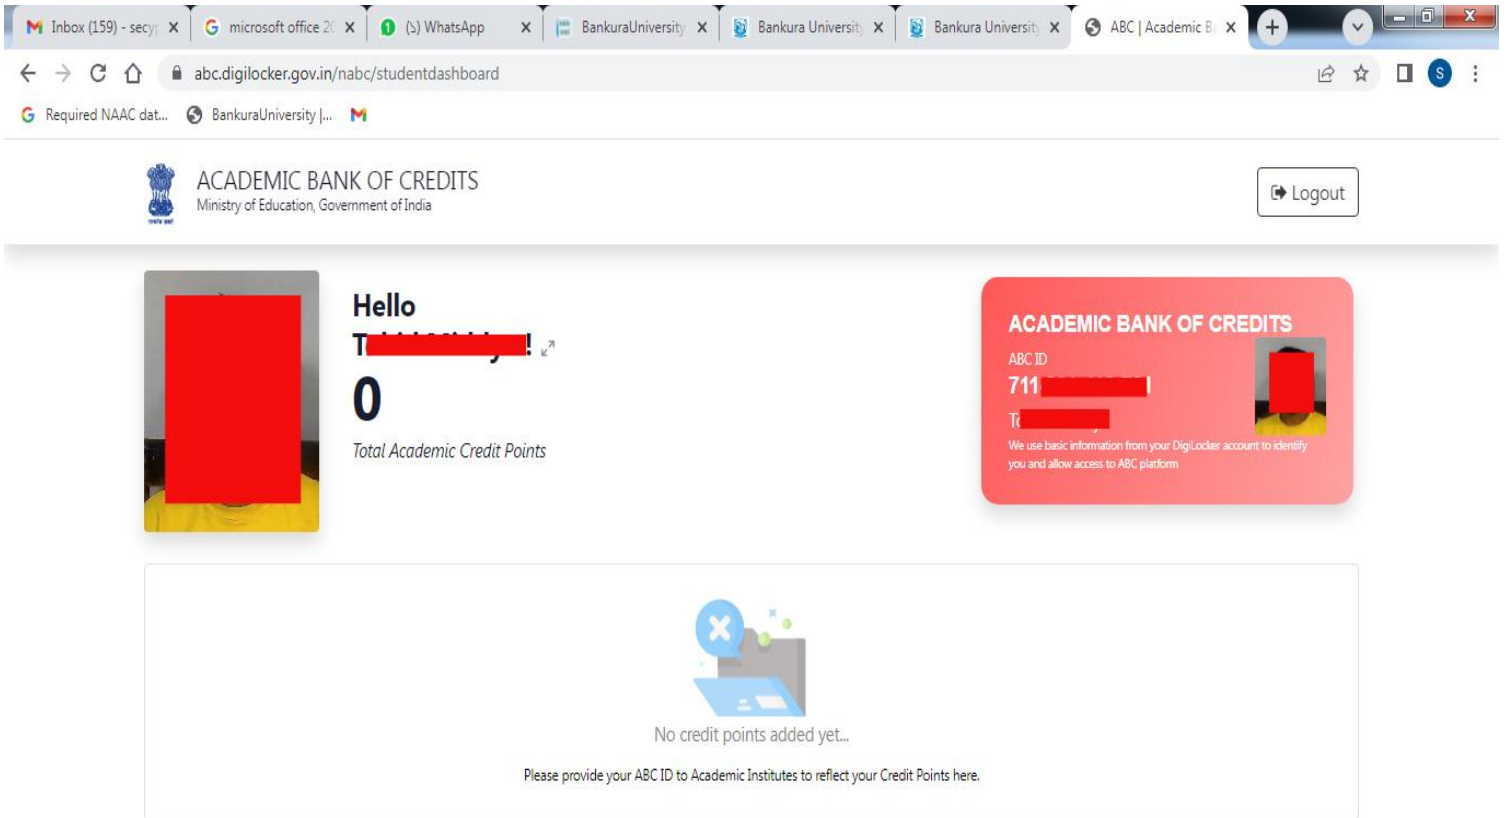 Inbox (159) - secy
microsoft office 2
(S) WhatsApp
BankuraUniversity
Bankura University
Bankura University
ABC | Academic B
abc.digilocker.gov.in/nabc/studentdashboard
S
Required NAAC dat...
BankuraUniversity |...
ACADEMIC BANK OF CREDITS
Ministry of Education, Government of India
Logout
Hello
!
0
Total Academic Credit Points
ACADEMIC BANK OF CREDITS
ABC ID
711
We use basic information from your DigiLocker account to identify
you and allow access to ABC platform
No credit points added yet...
Please provide your ABC ID to Academic Institutes to reflect your Credit Points here.